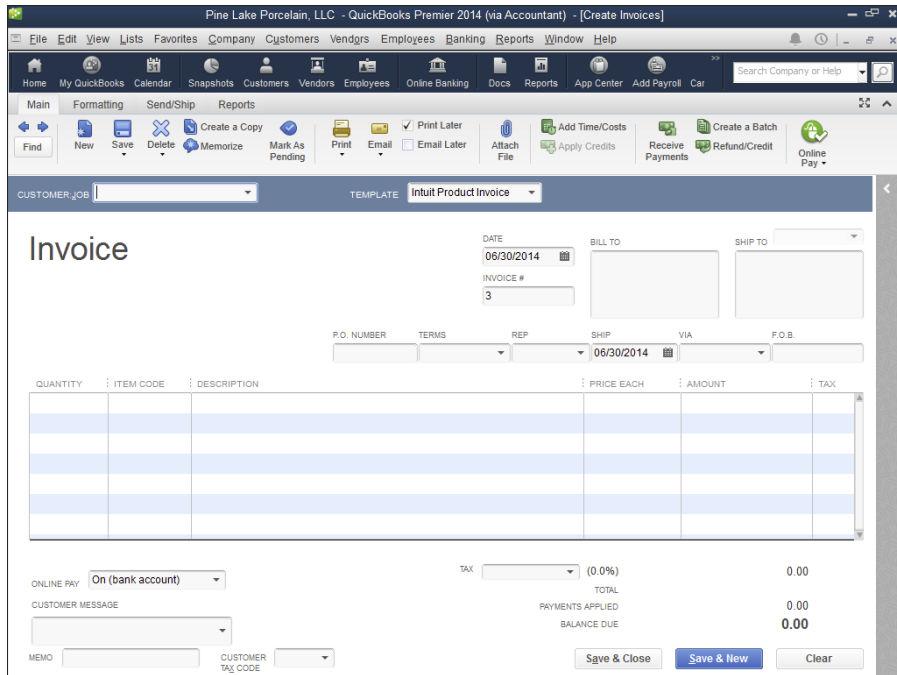 Pine Lake Porcelain, LLC - QuickBooks Premier 2014 (via Accountant) - [Create Invoices]
File Edit View Lists Favorites Company Customers Vendors Employees Banking Reports Window Help
Home My QuickBooks Calendar Snapshots Customers Vendors Employees Online Banking Docs Reports App Center Add Payroll Car Search Company or Help
Main Formatting Send/Ship Reports
Find New Save Delete Create a Copy Memorize Mark As Pending Print Email Print Later Email Later Attach File Add Time/Costs Apply Credits Receive Payments Create a Batch Refund/Credit Online Pay
CUSTOMER:JOB TEMPLATE Intuit Product Invoice
Invoice
DATE BILL TO SHIP TO
06/30/2014
INVOICE #
3
P.O. NUMBER TERMS REP SHIP VIA F.O.B.
06/30/2014
QUANTITY ITEM CODE DESCRIPTION PRICE EACH AMOUNT TAX
ONLINE PAY On (bank account) TAX (0.0%) 0.00
TOTAL
CUSTOMER MESSAGE PAYMENTS APPLIED 0.00
BALANCE DUE 0.00
MEMO CUSTOMER TAX CODE Save & Close Save & New Clear